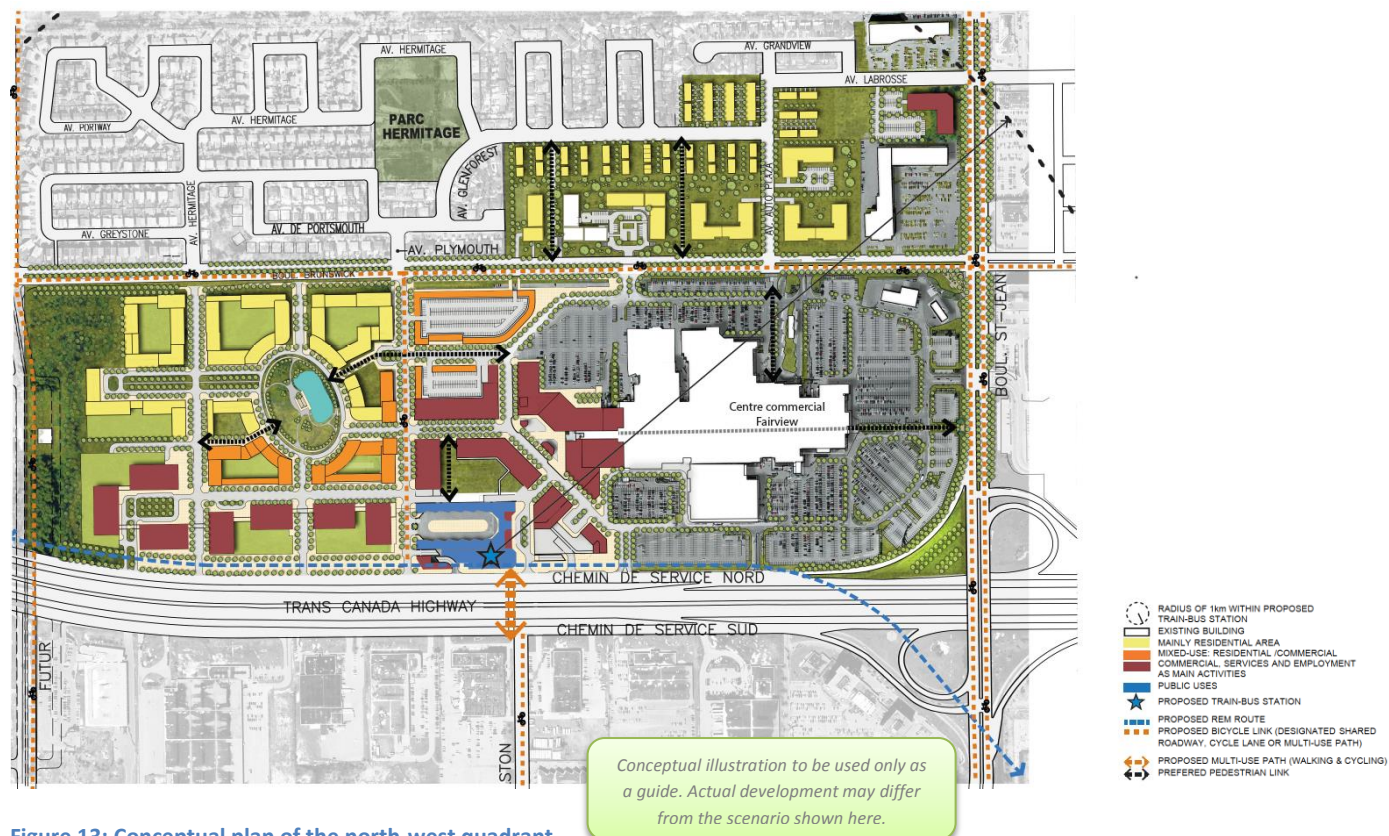 AV. HERMITAGE
AV. GRANDVIEW
AV. LABROSSE
AV. PORTWAY
AV. HERMITAGE
PARC
HERMITAGE
AV. GLENFOREST
AV. HERMITAGE
AV. AUTO PLAZA
AV. GREYSTONE
AV. DE PORTSMOUTH
AV. PLYMOUTH
BOUL. BRUNSWICK
BOUL. ST-JEAN
Centre commercial
Fairview
CHEMIN DE SERVICE NORD
TRANS CANADA HIGHWAY
CHEMIN DE SERVICE SUD
FUTUR
STON
Conceptual illustration to be used only as
a guide. Actual development may differ
from the scenario shown here.
RADIUS OF 1km WITHIN PROPOSED
TRAIN-BUS STATION
EXISTING BUILDING
MAINLY RESIDENTIAL AREA
MIXED-USE: RESIDENTIAL /COMMERCIAL
COMMERCIAL, SERVICES AND EMPLOYMENT
AS MAIN ACTIVITIES
PUBLIC USES
PROPOSED TRAIN-BUS STATION
PROPOSED REM ROUTE
PROPOSED BICYCLE LINK (DESIGNATED SHARED
ROADWAY, CYCLE LANE OR MULTI-USE PATH)
PROPOSED MULTI-USE PATH (WALKING & CYCLING)
PREFERED PEDESTRIAN LINK
Figure 13: Conceptual plan of the north-west quadrant